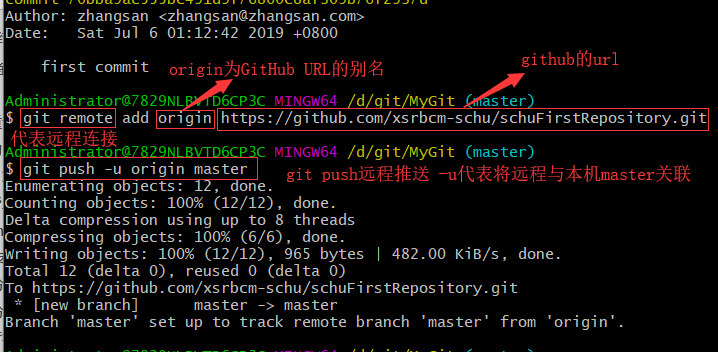 Author: zhangsan <zhangsan@zhangsan.com>
Date: Sat Jul 6 01:12:42 2019 +0800
first commit
origin为GitHub URL的别名
github的url
Administrator@7829NLBVTD6CP3C MINGW64 /d/git/MyGit (master)
$ git remote add origin https://github.com/xsrbcm-schu/schuFirstRepository.git
代表远程连接
Administrator@7829NLBVTD6CP3C MINGW64 /d/git/MyGit (master)
$ git push -u origin master
git push远程推送 -u代表将远程与本机master关联
Enumerating objects: 12, done.
Counting objects: 100% (12/12), done.
Delta compression using up to 8 threads
Compressing objects: 100% (6/6), done.
Writing objects: 100% (12/12), 965 bytes | 482.00 KiB/s, done.
Total 12 (delta 0), reused 0 (delta 0)
To https://github.com/xsrbcm-schu/schuFirstRepository.git
* [new branch] master -> master
Branch 'master' set up to track remote branch 'master' from 'origin'.